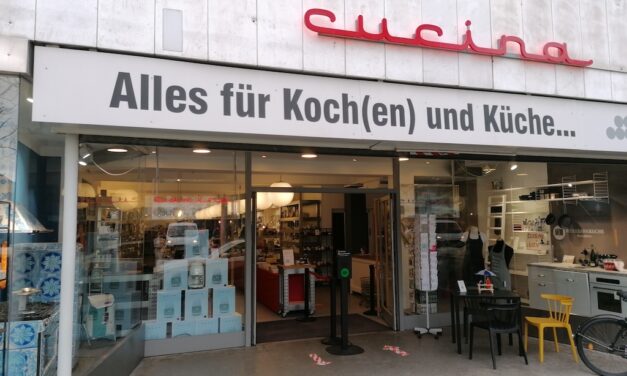 cucina
Alles für Koch(en) und Küche...